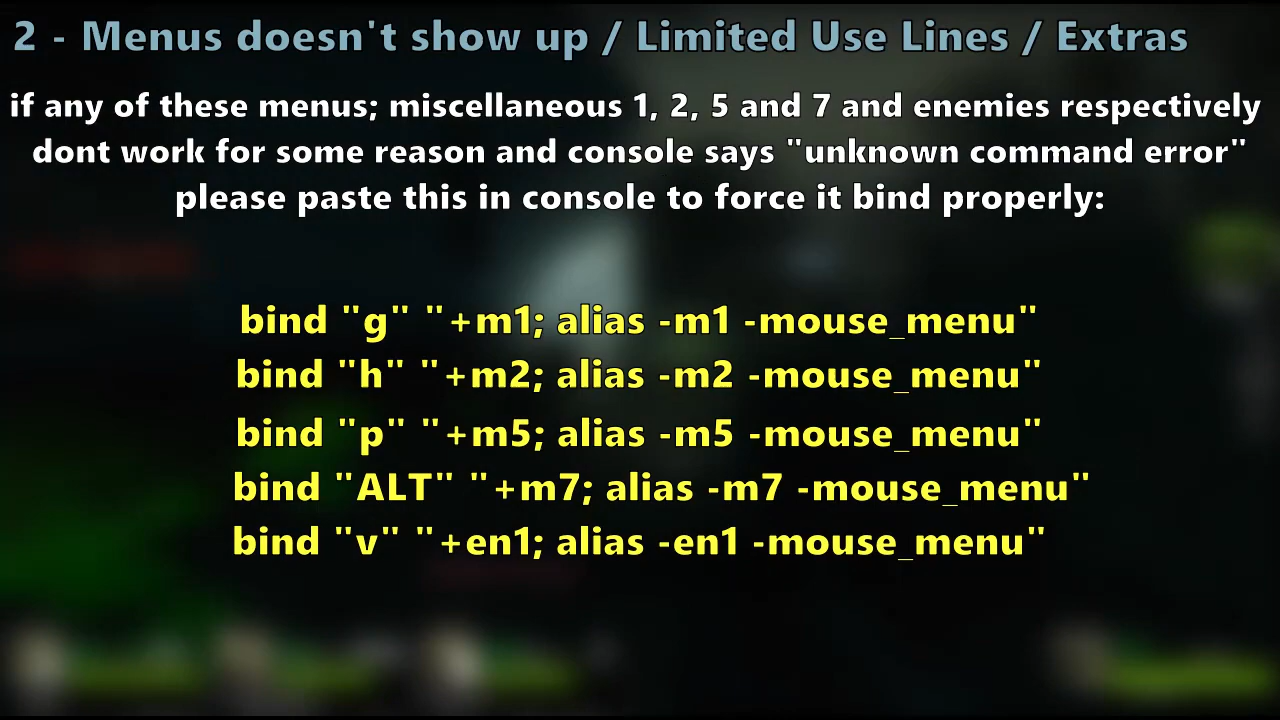 2 - Menus doesn't show up / Limited Use Lines / Extras
if any of these menus; miscellaneous 1, 2, 5 and 7 and enemies respectively
dont work for some reason and console says "unknown command error"
please paste this in console to force it bind properly:
bind "g" "+m1; alias -m1 -mouse_menu"
bind "h" "+m2; alias -m2 -mouse_menu"
bind "p" "+m5; alias -m5 -mouse_menu"
bind "ALT" "+m7; alias -m7 -mouse_menu"
bind "v" "+en1; alias -en1 -mouse_menu"